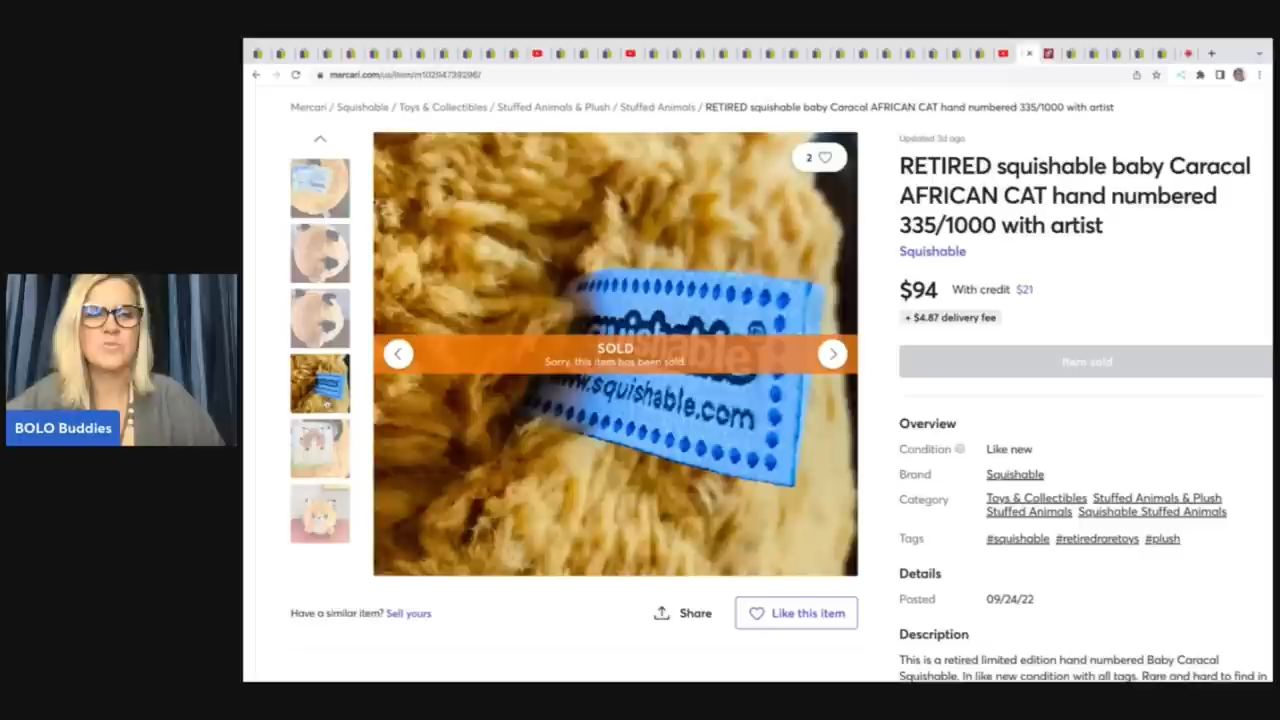 mercari.com/us/item/m10294739296/
Mercari / Squishable / Toys & Collectibles / Stuffed Animals & Plush / Stuffed Animals / RETIRED squishable baby Caracal AFRICAN CAT hand numbered 335/1000 with artist
Updated 3d ago
RETIRED squishable baby Caracal
AFRICAN CAT hand numbered
335/1000 with artist
Squishable
$94 With credit $21
+ $4.87 delivery fee
Item sold
2
SOLD
Sorry, this item has been sold.
www.squishable.com
BOLO Buddies
Overview
Condition Like new
Brand Squishable
Category Toys & Collectibles Stuffed Animals & Plush
Stuffed Animals Squishable Stuffed Animals
Tags #squishable #retiredraretoys #plush
Details
Posted 09/24/22
Have a similar item? Sell yours
Share
Like this item
Description
This is a retired limited edition hand numbered Baby Caracal
Squishable. In like new condition with all tags. Rare and hard to find in